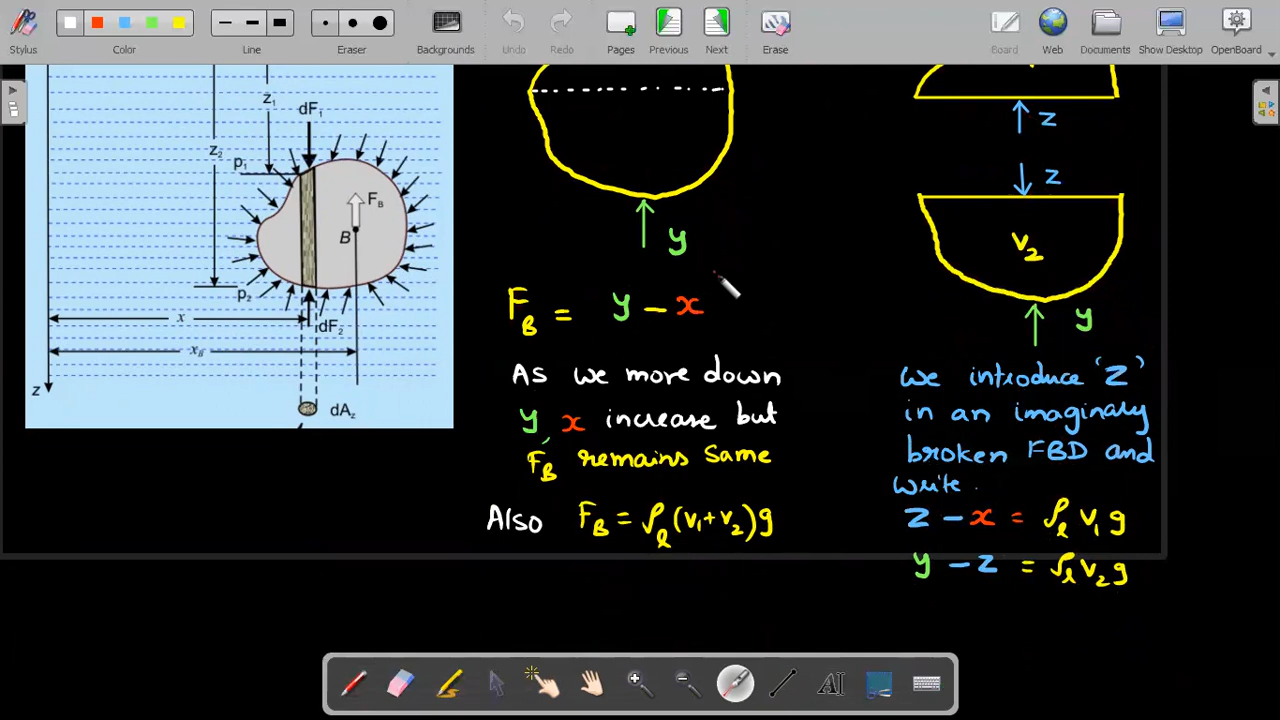 Stylus
Color
Line
Eraser
Backgrounds
Undo
Redo
Pages
Previous
Next
Erase
Board
Web
Documents
Show Desktop
OpenBoard
z1
z2
dF1
p1
FB
B
p2
x
dF2
xB
z
dAz
y
FB = y - x
As we more down
y, x increase but
FB remains same
Also FB = ρl (v1+v2)g
z
z
v2
y
We introduce 'z'
in an imaginary
broken FBD and
write.
z - x = ρl v1 g
y - z = ρl v2 g